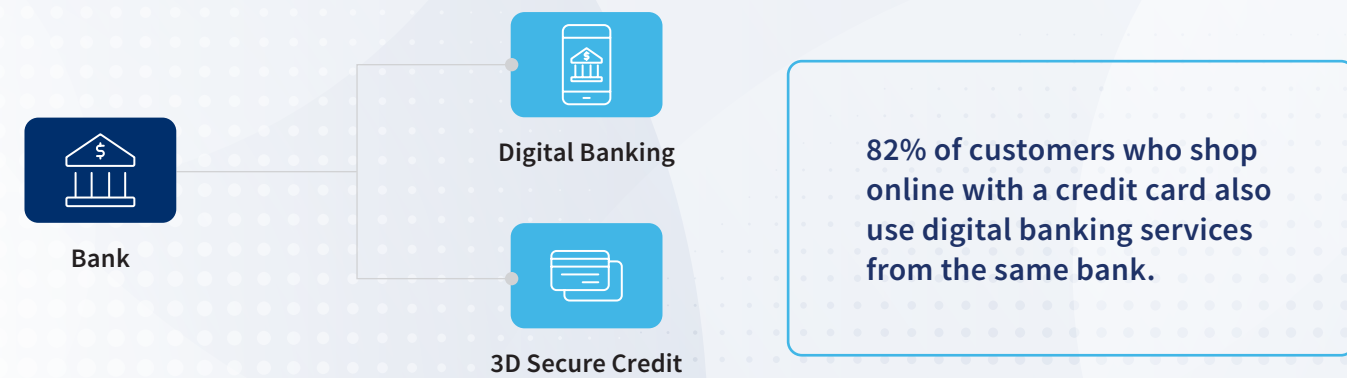 Bank
Digital Banking
3D Secure Credit
82% of customers who shop
online with a credit card also
use digital banking services
from the same bank.